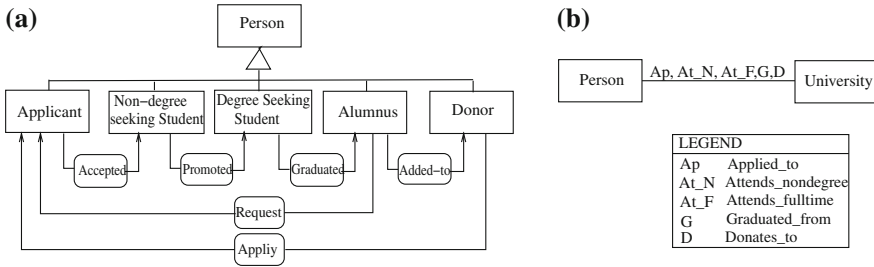 (a)
Person
Applicant
Non-degree
seeking Student
Degree Seeking
Student
Alumnus
Donor
Accepted
Promoted
Graduated
Added-to
Request
Appliy
(b)
Person
Ap, At_N, At_F,G,D
University
LEGEND
Ap Applied_to
At_N Attends_nondegree
At_F Attends_fulltime
G Graduated_from
D Donates_to